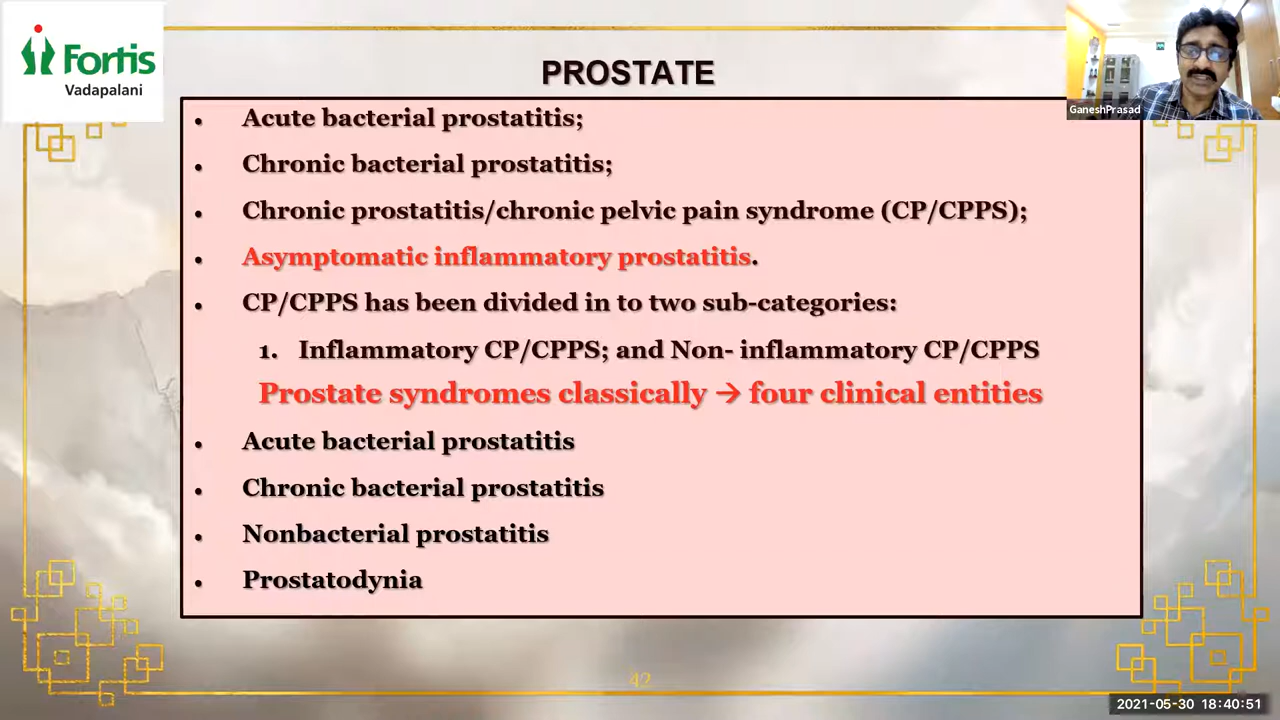 Fortis
Vadapalani
PROSTATE
GaneshPrasad
• Acute bacterial prostatitis;
• Chronic bacterial prostatitis;
• Chronic prostatitis/chronic pelvic pain syndrome (CP/CPPS);
• Asymptomatic inflammatory prostatitis.
• CP/CPPS has been divided in to two sub-categories:
1. Inflammatory CP/CPPS; and Non- inflammatory CP/CPPS
Prostate syndromes classically → four clinical entities
• Acute bacterial prostatitis
• Chronic bacterial prostatitis
• Nonbacterial prostatitis
• Prostatodynia
42
2021-05-30 18:40:51